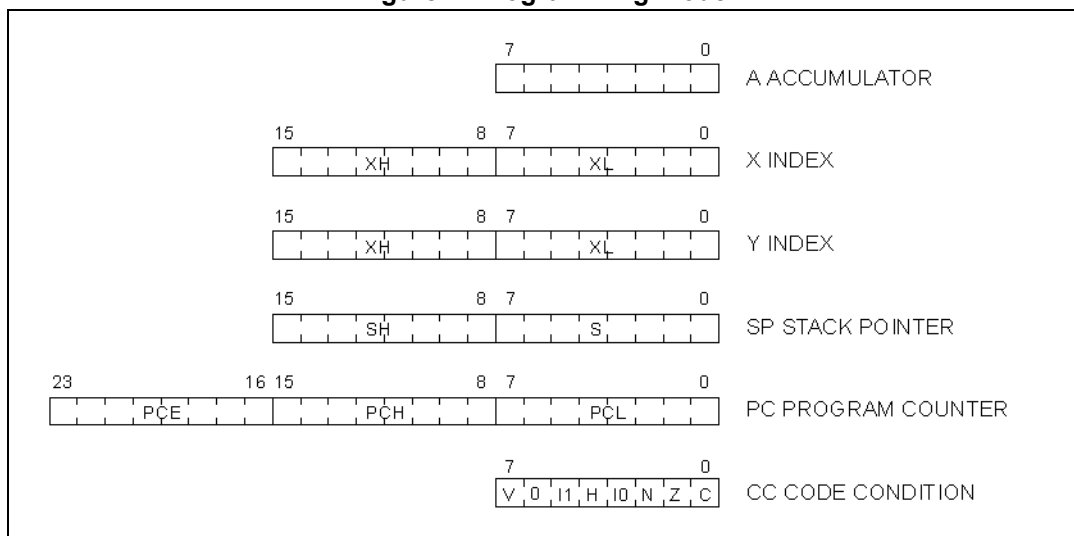 7 0
A ACCUMULATOR
15 8 7 0
XH XL X INDEX
15 8 7 0
XH XL Y INDEX
15 8 7 0
SH S SP STACK POINTER
23 16 15 8 7 0
PCE PCH PCL PC PROGRAM COUNTER
7 0
V 0 I1 H I0 N Z C CC CODE CONDITION